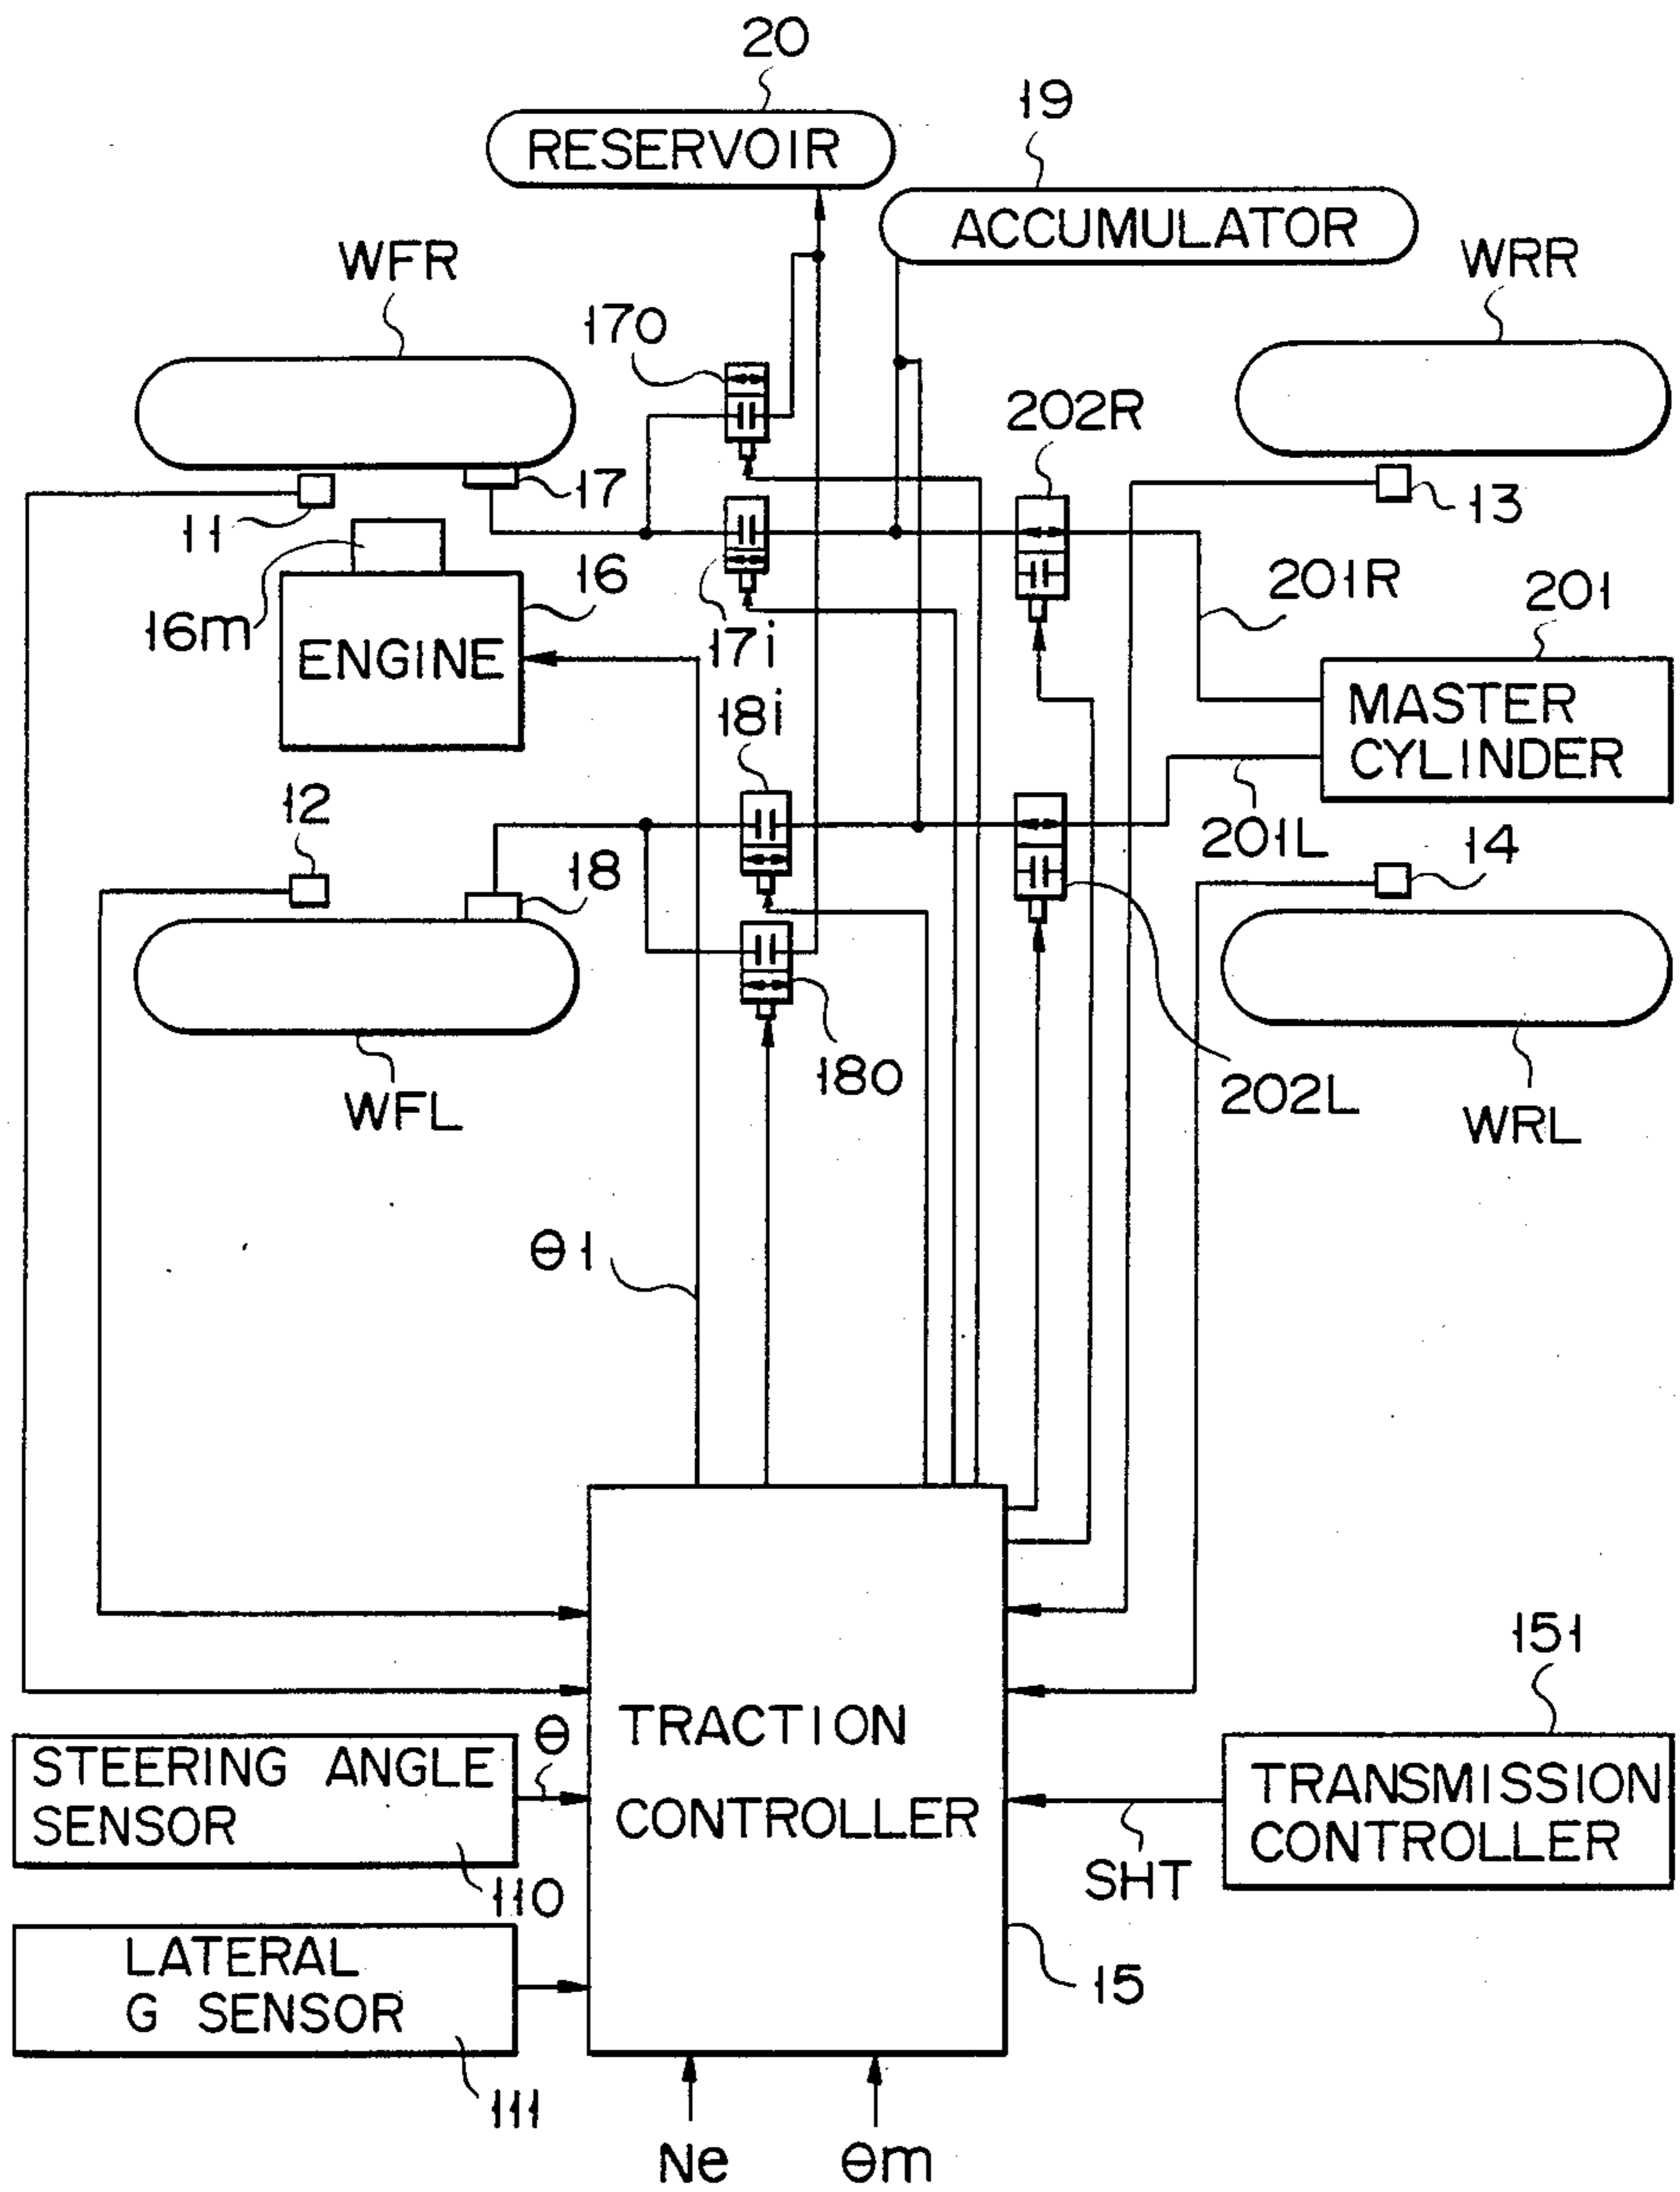 20
RESERVOIR
19
ACCUMULATOR
WFR
WRR
170
202R
17
11
13
16
201R
201
16m
ENGINE
17i
MASTER
CYLINDER
18i
12
18
201L
14
180
202L
WFL
WRL
θ1
151
TRACTION
CONTROLLER
STEERING ANGLE
SENSOR
θ
TRANSMISSION
CONTROLLER
SHT
110
LATERAL
G SENSOR
15
111
Ne
θm